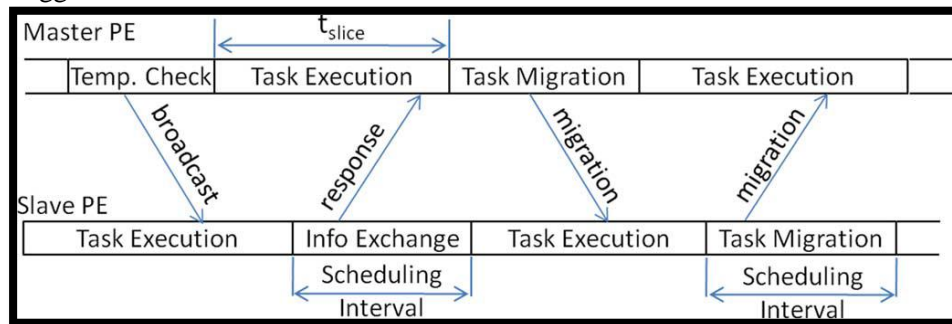 t_slice
Master PE
Temp. Check Task Execution Task Migration Task Execution
broadcast response migration migration
Slave PE
Task Execution Info Exchange Task Execution Task Migration
Scheduling Scheduling
Interval Interval